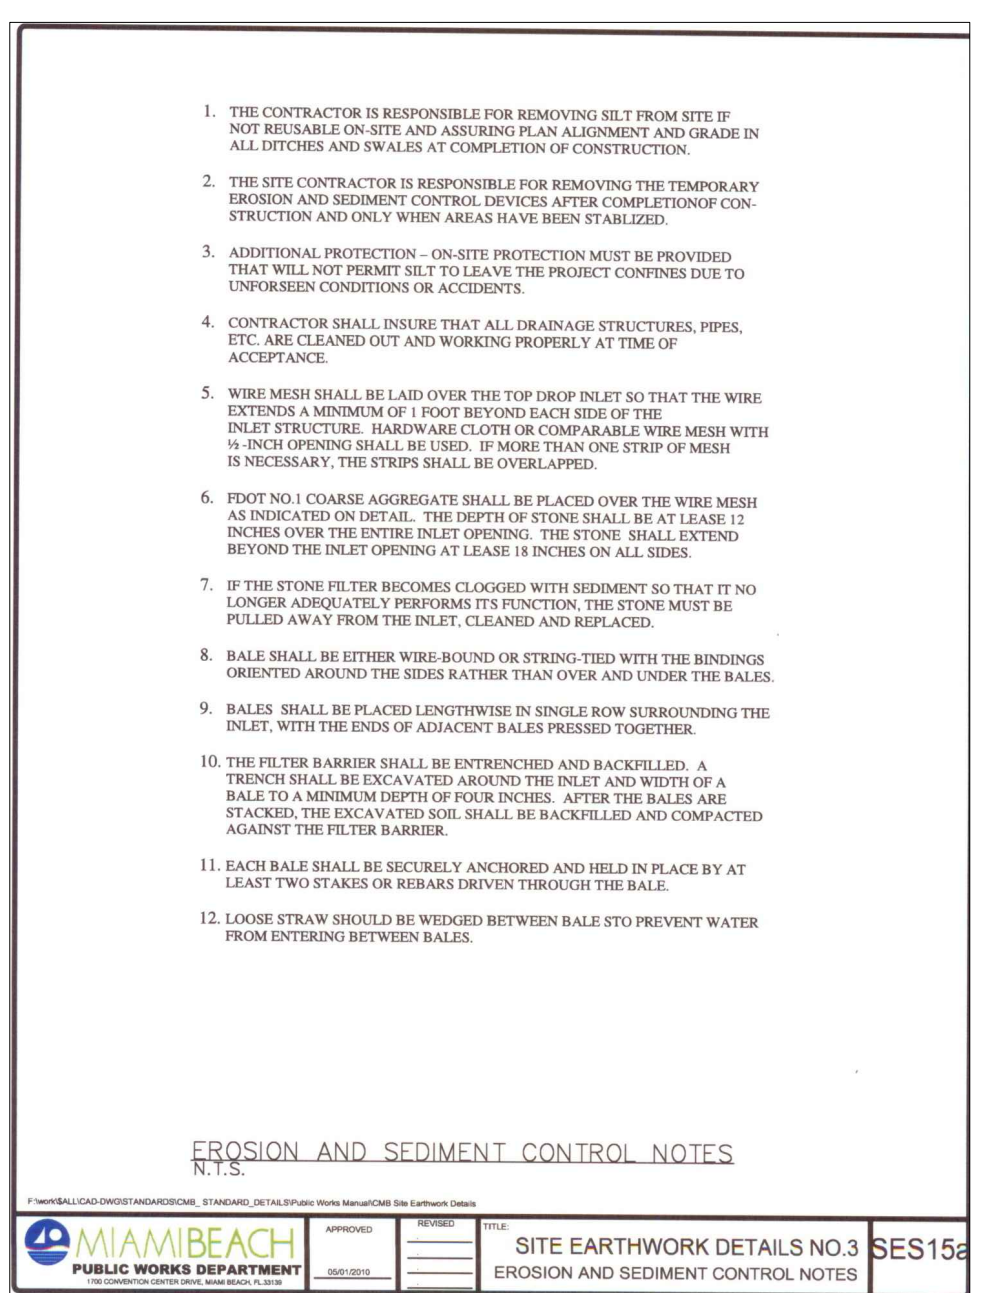 1. THE CONTRACTOR IS RESPONSIBLE FOR REMOVING SILT FROM SITE IF
NOT REUSABLE ON-SITE AND ASSURING PLAN ALIGNMENT AND GRADE IN
ALL DITCHES AND SWALES AT COMPLETION OF CONSTRUCTION.
2. THE SITE CONTRACTOR IS RESPONSIBLE FOR REMOVING THE TEMPORARY
EROSION AND SEDIMENT CONTROL DEVICES AFTER COMPLETIONOF CON-
STRUCTION AND ONLY WHEN AREAS HAVE BEEN STABLIZED.
3. ADDITIONAL PROTECTION – ON-SITE PROTECTION MUST BE PROVIDED
THAT WILL NOT PERMIT SILT TO LEAVE THE PROJECT CONFINES DUE TO
UNFORSEEN CONDITIONS OR ACCIDENTS.
4. CONTRACTOR SHALL INSURE THAT ALL DRAINAGE STRUCTURES, PIPES,
ETC. ARE CLEANED OUT AND WORKING PROPERLY AT TIME OF
ACCEPTANCE.
5. WIRE MESH SHALL BE LAID OVER THE TOP DROP INLET SO THAT THE WIRE
EXTENDS A MINIMUM OF 1 FOOT BEYOND EACH SIDE OF THE
INLET STRUCTURE. HARDWARE CLOTH OR COMPARABLE WIRE MESH WITH
½ -INCH OPENING SHALL BE USED. IF MORE THAN ONE STRIP OF MESH
IS NECESSARY, THE STRIPS SHALL BE OVERLAPPED.
6. FDOT NO.1 COARSE AGGREGATE SHALL BE PLACED OVER THE WIRE MESH
AS INDICATED ON DETAIL. THE DEPTH OF STONE SHALL BE AT LEASE 12
INCHES OVER THE ENTIRE INLET OPENING. THE STONE SHALL EXTEND
BEYOND THE INLET OPENING AT LEASE 18 INCHES ON ALL SIDES.
7. IF THE STONE FILTER BECOMES CLOGGED WITH SEDIMENT SO THAT IT NO
LONGER ADEQUATELY PERFORMS ITS FUNCTION, THE STONE MUST BE
PULLED AWAY FROM THE INLET, CLEANED AND REPLACED.
8. BALE SHALL BE EITHER WIRE-BOUND OR STRING-TIED WITH THE BINDINGS
ORIENTED AROUND THE SIDES RATHER THAN OVER AND UNDER THE BALES.
9. BALES SHALL BE PLACED LENGTHWISE IN SINGLE ROW SURROUNDING THE
INLET, WITH THE ENDS OF ADJACENT BALES PRESSED TOGETHER.
10. THE FILTER BARRIER SHALL BE ENTRENCHED AND BACKFILLED. A
TRENCH SHALL BE EXCAVATED AROUND THE INLET AND WIDTH OF A
BALE TO A MINIMUM DEPTH OF FOUR INCHES. AFTER THE BALES ARE
STACKED, THE EXCAVATED SOIL SHALL BE BACKFILLED AND COMPACTED
AGAINST THE FILTER BARRIER.
11. EACH BALE SHALL BE SECURELY ANCHORED AND HELD IN PLACE BY AT
LEAST TWO STAKES OR REBARS DRIVEN THROUGH THE BALE.
12. LOOSE STRAW SHOULD BE WEDGED BETWEEN BALE STO PREVENT WATER
FROM ENTERING BETWEEN BALES.
EROSION AND SEDIMENT CONTROL NOTES
N.T.S.
F:\work\$ALL\CAD-DWG\STANDARDS\CMB_ STANDARD_DETAILS\Public Works Manual\CMB Site Earthwork Details
MIAMIBEACH
PUBLIC WORKS DEPARTMENT
1700 CONVENTION CENTER DRIVE, MIAMI BEACH, FL.33139
APPROVED
05/01/2010
REVISED
TITLE:
SITE EARTHWORK DETAILS NO.3
EROSION AND SEDIMENT CONTROL NOTES
SES15a